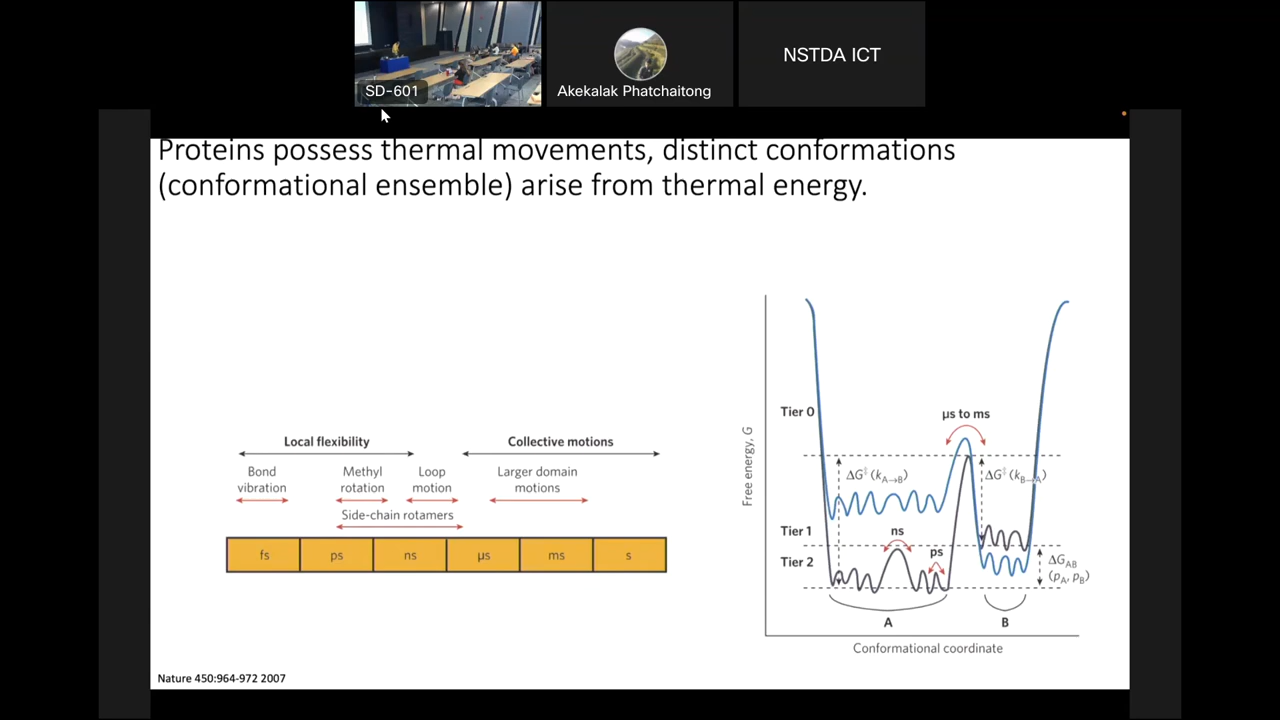 SD-601
Akekalak Phatchaitong
NSTDA ICT
Proteins possess thermal movements, distinct conformations
(conformational ensemble) arise from thermal energy.
Local flexibility
Collective motions
Bond
vibration
Methyl
rotation
Loop
motion
Larger domain
motions
Side-chain rotamers
fs
ps
ns
µs
ms
s
Free energy, G
Tier 0
µs to ms
ΔG‡ (kA→B)
ΔG‡ (kB→A)
Tier 1
ns
ps
Tier 2
ΔGAB
(pA, pB)
A
B
Conformational coordinate
Nature 450:964-972 2007